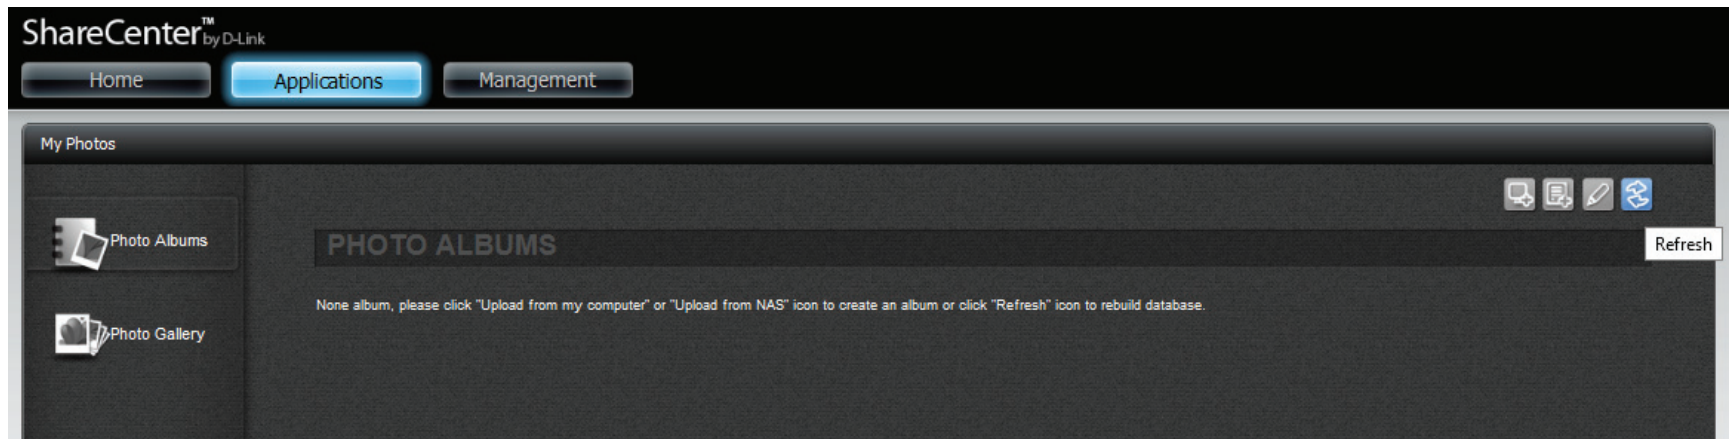 ShareCenter™ by D-Link
Home Applications Management
My Photos
Photo Albums
PHOTO ALBUMS
Refresh
None album, please click "Upload from my computer" or "Upload from NAS" icon to create an album or click "Refresh" icon to rebuild database.
Photo Gallery